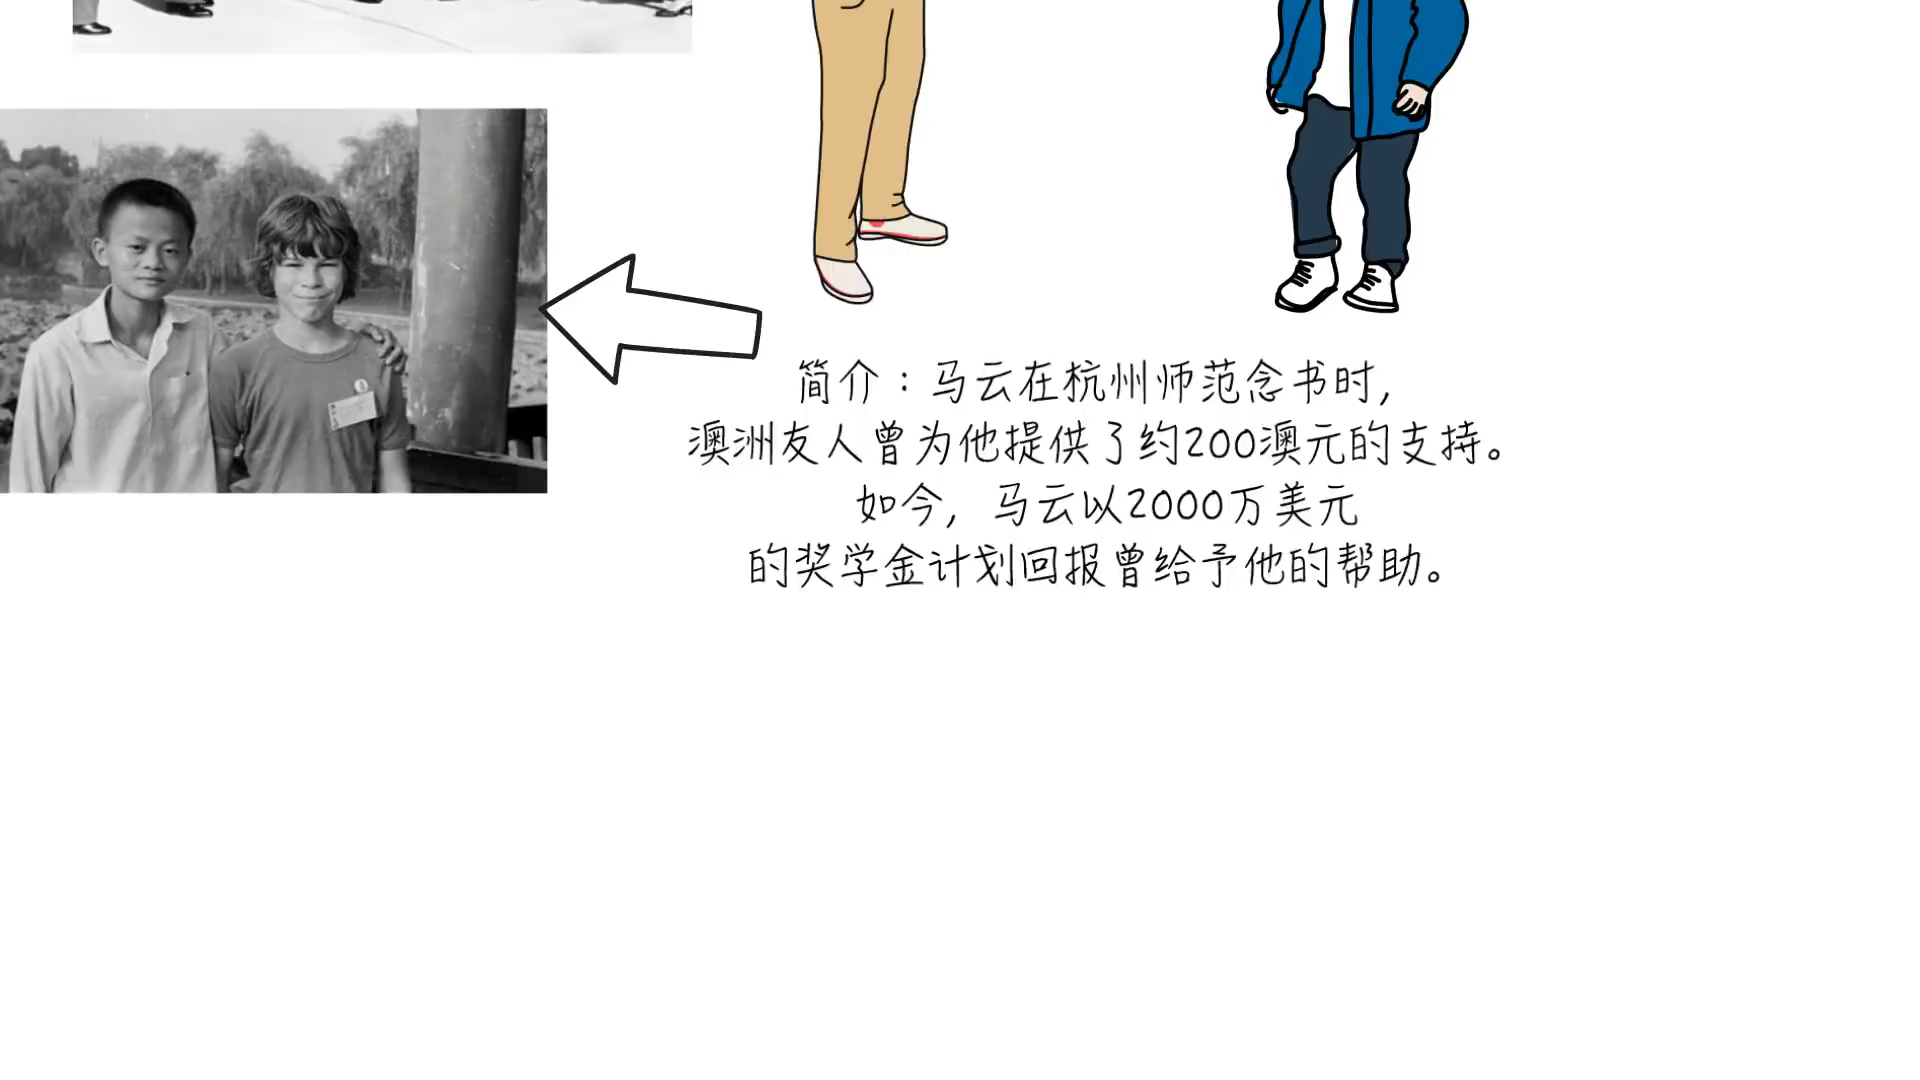 简介：马云在杭州师范念书时,
澳洲友人曾为他提供了约200澳元的支持。
如今, 马云以2000万美元
的奖学金计划回报曾给予他的帮助。